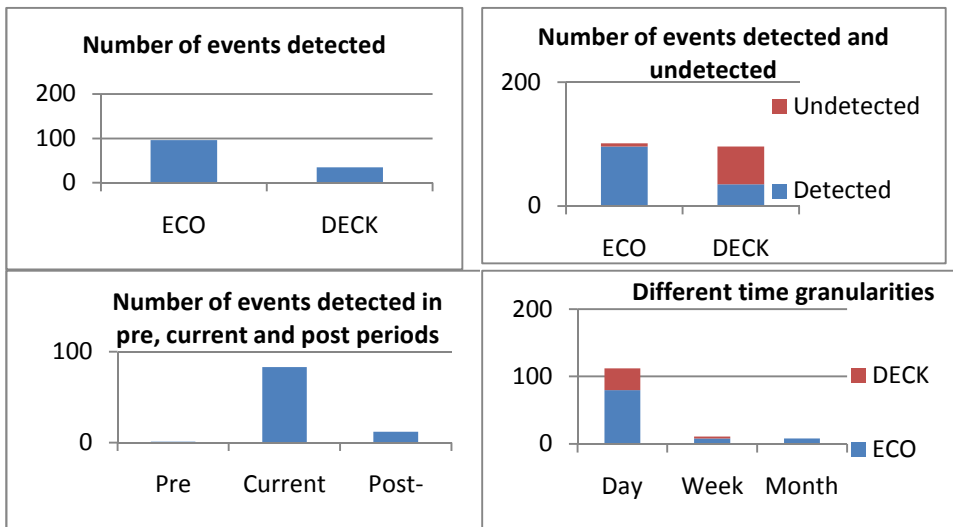 Number of events detected
200
100
0
ECO DECK
Number of events detected and
undetected
200
0
Undetected
Detected
ECO DECK
Number of events detected in
pre, current and post periods
100
0
Pre Current Post-
Different time granularities
200
100
0
DECK
ECO
Day Week Month